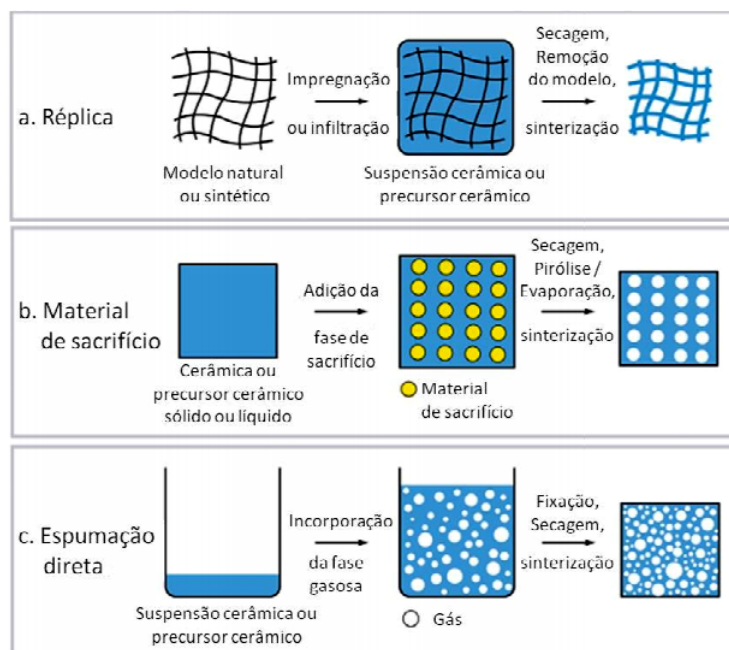 a. Réplica
Modelo natural
ou sintético
Impregnação
ou infiltração
Suspensão cerâmica ou
precursor cerâmico
Secagem,
Remoção
do modelo,
sinterização
b. Material
de sacrifício
Cerâmica ou
precursor cerâmico
sólido ou líquido
Adição da
fase de
sacrifício
Material
de sacrifício
Secagem,
Pirólise /
Evaporação,
sinterização
c. Espumação
direta
Suspensão cerâmica ou
precursor cerâmico
Incorporação
da fase
gasosa
Gás
Fixação,
Secagem,
sinterização